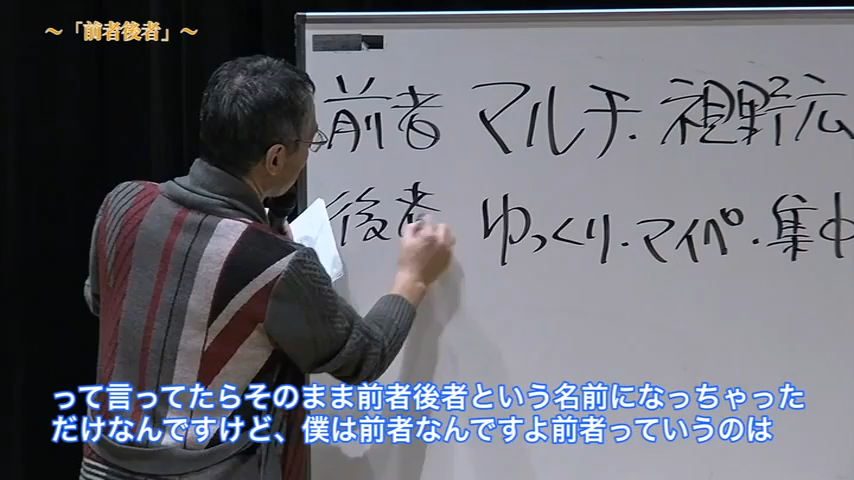 ～「前者後者」～
前者 マルチ・視野広
後者 ゆっくり・マイペ・集中
って言ってたらそのまま前者後者という名前になっちゃった
だけなんですけど、僕は前者なんですよ前者っていうのは